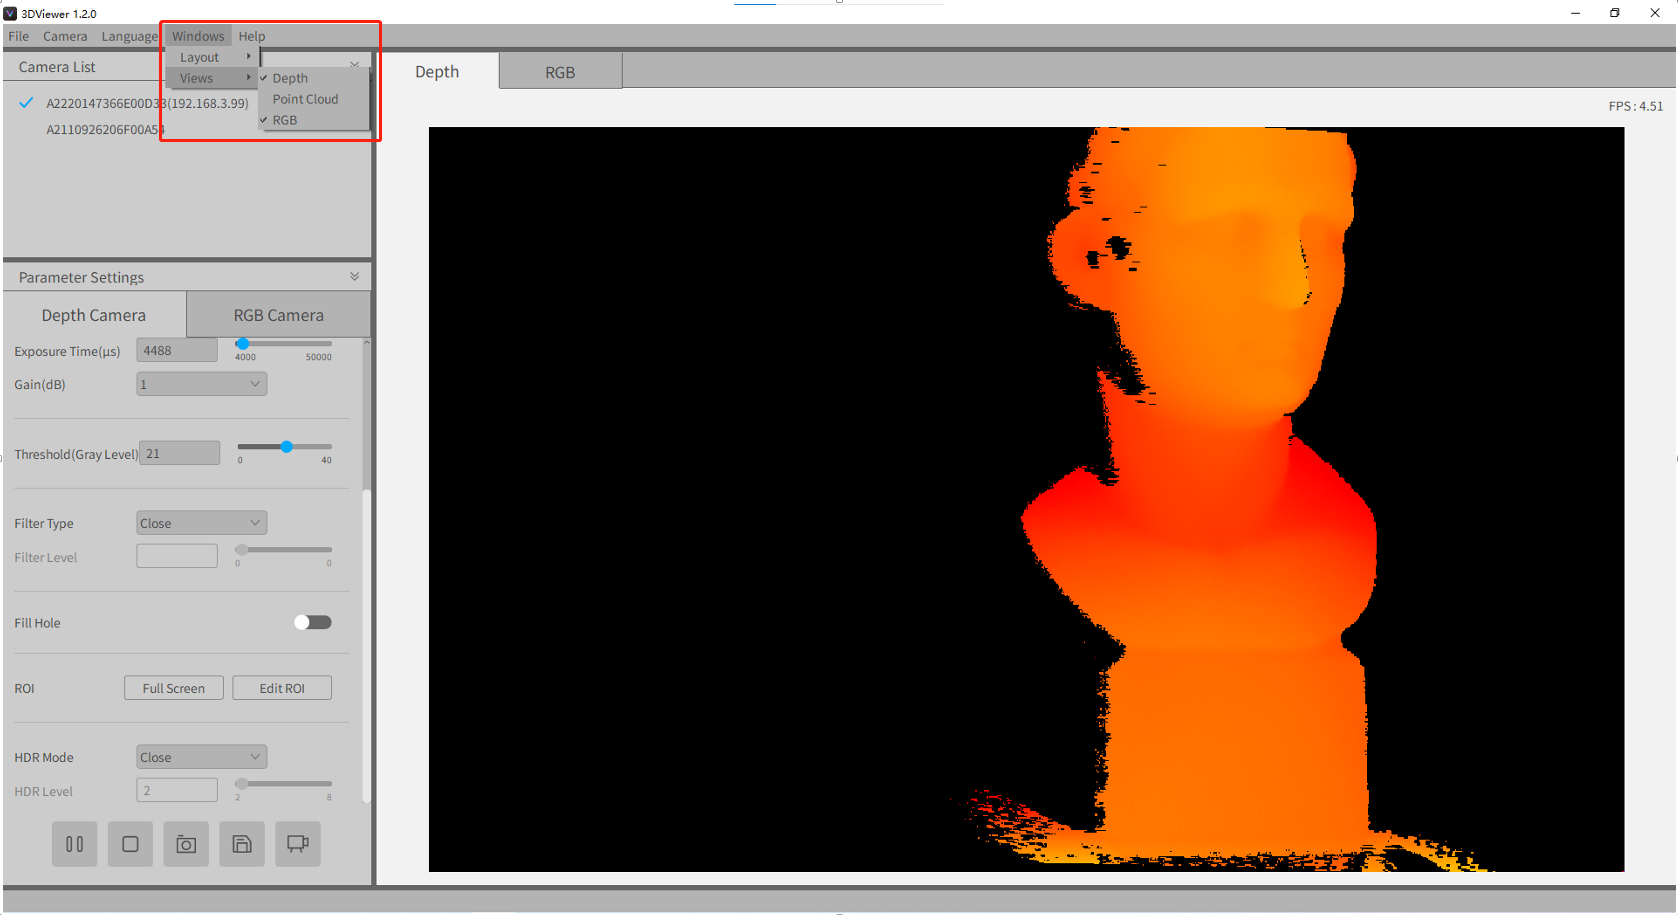 3DViewer 1.2.0
File Camera Language Windows Help
Layout
Views
Depth
Point Cloud
RGB
Camera List
A2220147366E00D33(192.168.3.99)
A2110926206F00A54
Parameter Settings
Depth Camera RGB Camera
Exposure Time(μs) 4488
4000 50000
Gain(dB) 1
Threshold(Gray Level) 21
0 40
Filter Type Close
Filter Level
0 0
Fill Hole
ROI Full Screen Edit ROI
HDR Mode Close
HDR Level 2
2 8
Depth RGB
FPS : 4.51